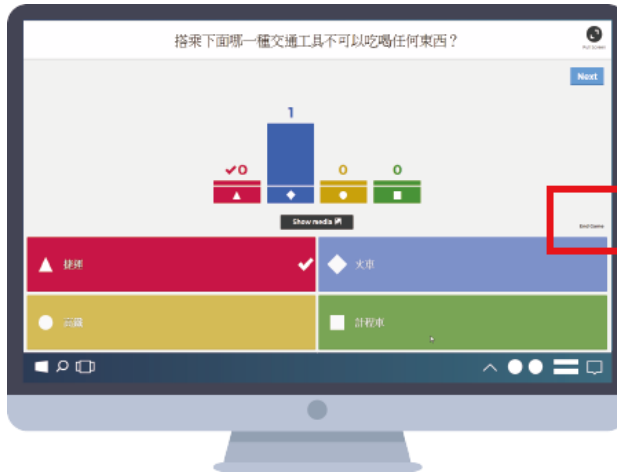 搭乘下面哪一種交通工具不可以吃喝任何東西？
Full Screen
Next
1
0
0
0
Show media
End Game
捷運
火車
高鐵
計程車